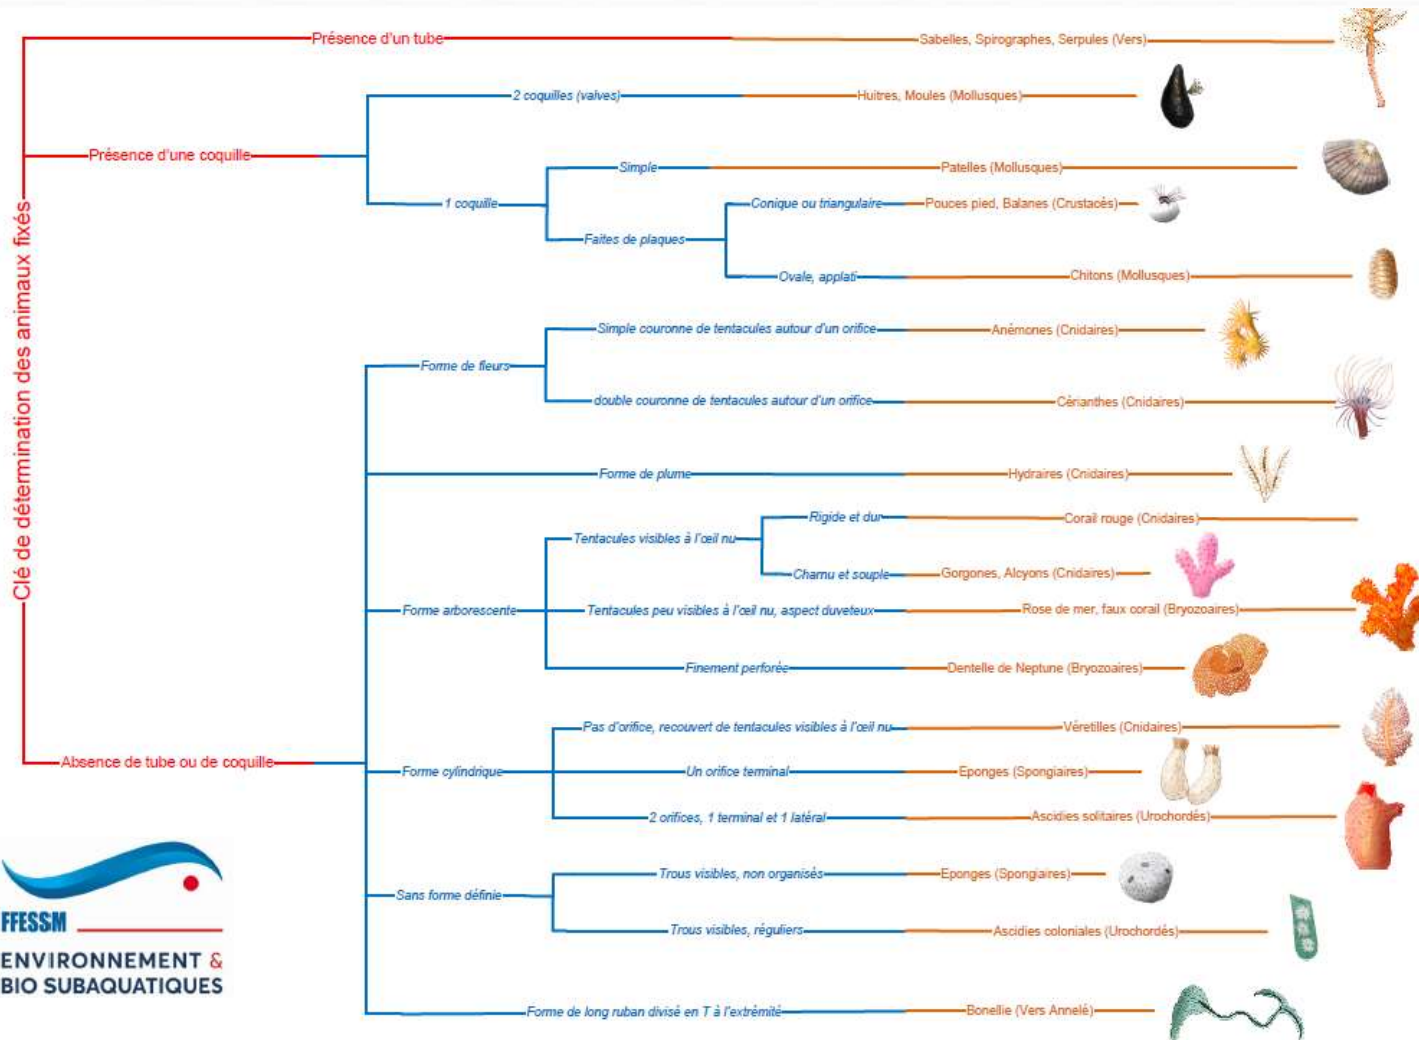 Clé de détermination des animaux fixés
Présence d'un tube
Sabelles, Spirographes, Serpules (Vers)
Présence d'une coquille
2 coquilles (valves)
Huitres, Moules (Mollusques)
1 coquille
Simple
Patelles (Mollusques)
Faites de plaques
Conique ou triangulaire
Pouces pied, Balanes (Crustacés)
Ovale, applati
Chitons (Mollusques)
Absence de tube ou de coquille
Forme de fleurs
Simple couronne de tentacules autour d'un orifice
Anémones (Cnidaires)
double couronne de tentacules autour d'un orifice
Cérianthes (Cnidaires)
Forme de plume
Hydraires (Cnidaires)
Forme arborescente
Tentacules visibles à l'œil nu
Rigide et dur
Corail rouge (Cnidaires)
Charnu et souple
Gorgones, Alcyons (Cnidaires)
Tentacules peu visibles à l'œil nu, aspect duveteux
Rose de mer, faux corail (Bryozoaires)
Finement perforée
Dentelle de Neptune (Bryozoaires)
Forme cylindrique
Pas d'orifice, recouvert de tentacules visibles à l'œil nu
Véretilles (Cnidaires)
Un orifice terminal
Eponges (Spongiaires)
2 orifices, 1 terminal et 1 latéral
Ascidies solitaires (Urochordés)
Sans forme définie
Trous visibles, non organisés
Eponges (Spongiaires)
Trous visibles, réguliers
Ascidies coloniales (Urochordés)
Forme de long ruban divisé en T à l'extrémité
Bonellie (Vers Annelé)
FFESSM
ENVIRONNEMENT &
BIO SUBAQUATIQUES